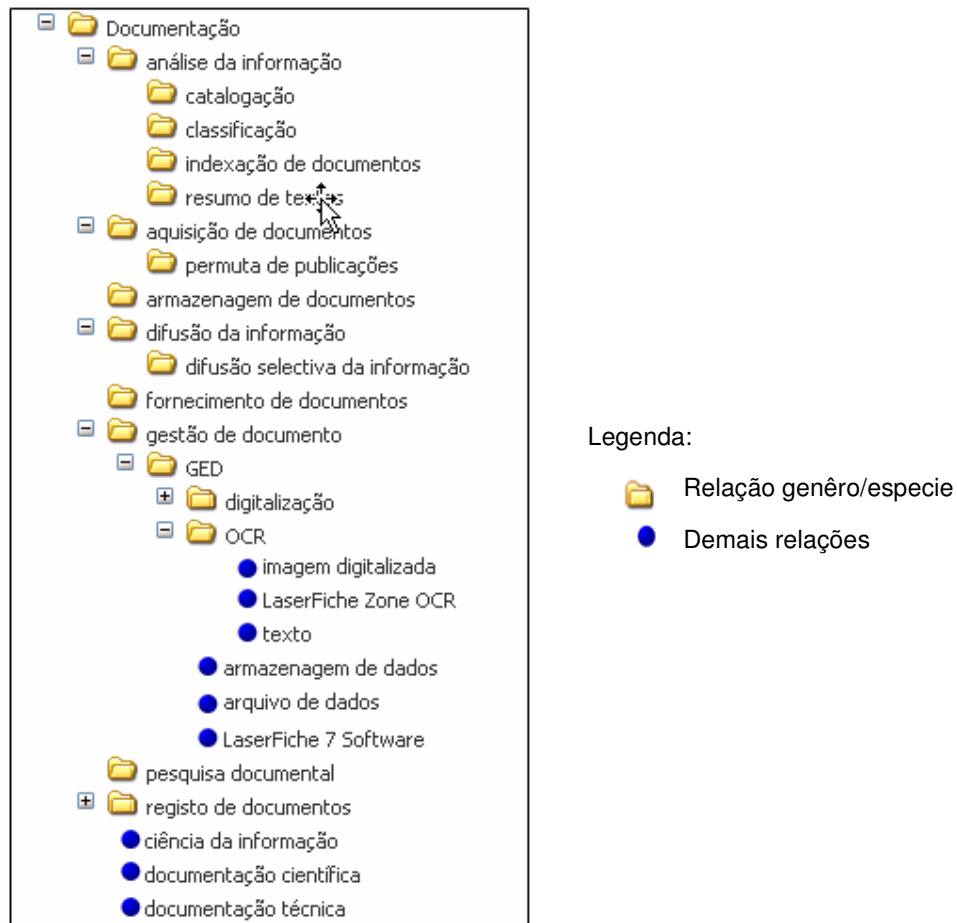 Documentação
análise da informação
catalogação
classificação
indexação de documentos
resumo de textos
aquisição de documentos
permuta de publicações
armazenagem de documentos
difusão da informação
difusão selectiva da informação
fornecimento de documentos
gestão de documento
GED
digitalização
OCR
imagem digitalizada
LaserFiche Zone OCR
texto
armazenagem de dados
arquivo de dados
LaserFiche 7 Software
pesquisa documental
registo de documentos
ciência da informação
documentação científica
documentação técnica
Legenda:
Relação genêro/especie
Demais relações